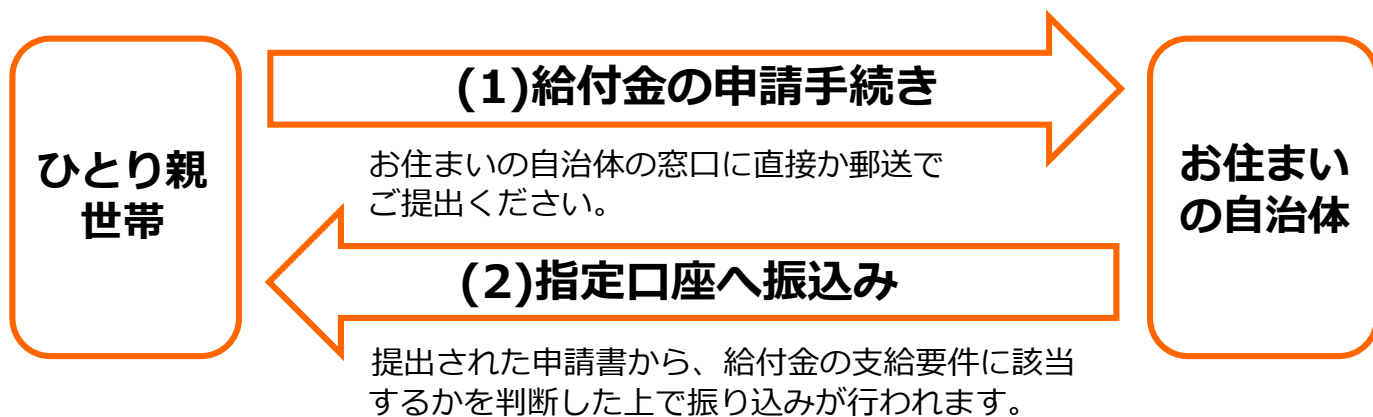 ひとり親
世帯
(1)給付金の申請手続き
お住まいの自治体の窓口に直接か郵送で
ご提出ください。
(2)指定口座へ振込み
提出された申請書から、給付金の支給要件に該当
するかを判断した上で振り込みが行われます。
お住まい
の自治体